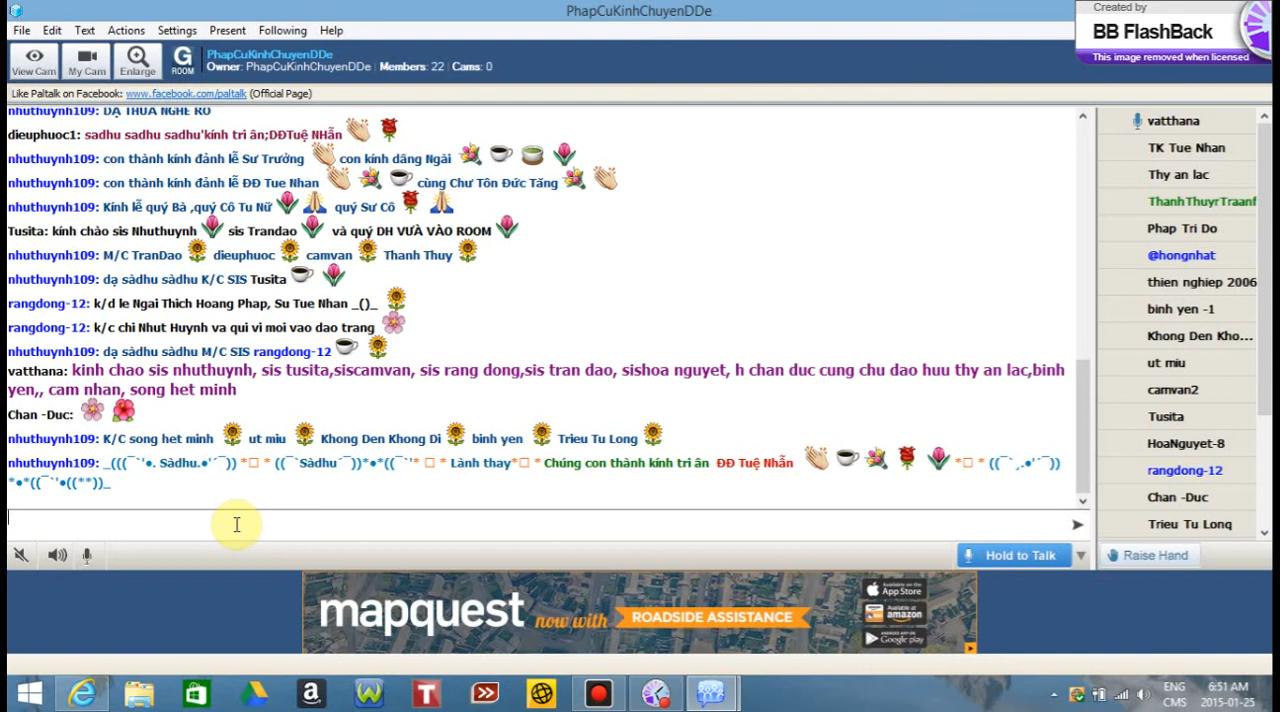 PhapCuKinhChuyenDDe
Created by
BB FlashBack
This image removed when licensed
File Edit Text Actions Settings Present Following Help
View Cam My Cam Enlarge G ROOM
PhapCuKinhChuyenDDe
Owner: PhapCuKinhChuyenDDe Members: 22 Cams: 0
Like Paltalk on Facebook: www.facebook.com/paltalk (Official Page)
nhuthuynh109: DẠ THƯA NGHE RÕ
dieuphuoc1: sadhu sadhu sadhu'kính tri ân;DĐTuệ NHẫn
nhuthuynh109: con thành kính đảnh lễ Sư Trưởng con kính dâng Ngài
nhuthuynh109: con thành kính đảnh lễ ĐĐ Tue Nhan cùng Chư Tôn Đức Tăng
nhuthuynh109: Kính lễ quý Bà ,quý Cô Tu Nữ quý Sư Cô
Tusita: kính chào sis Nhuthuynh sis Trandao và quý DH VƯÀ VÀO ROOM
nhuthuynh109: M/C TranDao dieuphuoc camvan Thanh Thuy
nhuthuynh109: dạ sàdhu sàdhu K/C SIS Tusita
rangdong-12: k/d le Ngai Thich Hoang Phap, Su Tue Nhan _()_
rangdong-12: k/c chi Nhut Huynh va qui vi moi vao dao trang
nhuthuynh109: dạ sàdhu sàdhu M/C SIS rangdong-12
vatthana: kinh chao sis nhuthuynh, sis tusita,siscamvan, sis rang dong,sis tran dao, sishoa nguyet, h chan duc cung chu dao huu thy an lac,binh
yen,, cam nhan, song het minh
Chan -Duc:
nhuthuynh109: K/C song het minh ut miu Khong Den Khong Di binh yen Trieu Tu Long
nhuthuynh109: _(((¯`'•. Sàdhu.•'´¯)) *□ * ((¯`Sàdhu´¯))*•*((¯`'* □ * Lành thay*□ * Chúng con thành kính tri ân ĐĐ Tuệ Nhẫn *□ * ((¯`¸.•'´¯))
*•*((¯`'•((**))_
vatthana
TK Tue Nhan
Thy an lac
ThanhThuyrTraanf
Phap Tri Do
@hongnhat
thien nghiep 2006
binh yen -1
Khong Den Kho...
ut miu
camvan2
Tusita
HoaNguyet-8
rangdong-12
Chan -Duc
Trieu Tu Long
Hold to Talk
Raise Hand
mapquest now with ROADSIDE ASSISTANCE
Available on the App Store
Available at amazon
Google play
ENG 6:51 AM
CMS 2015-01-25